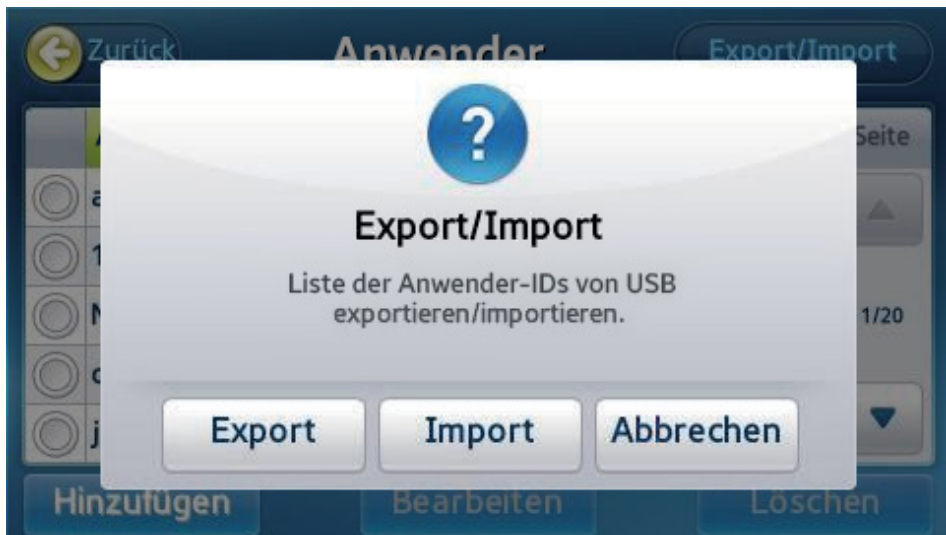 Zurück
Anwender
Export/Import
Seite
?
Export/Import
Liste der Anwender-IDs von USB
exportieren/importieren.
1/20
Export
Import
Abbrechen
Hinzufügen
Bearbeiten
Löschen